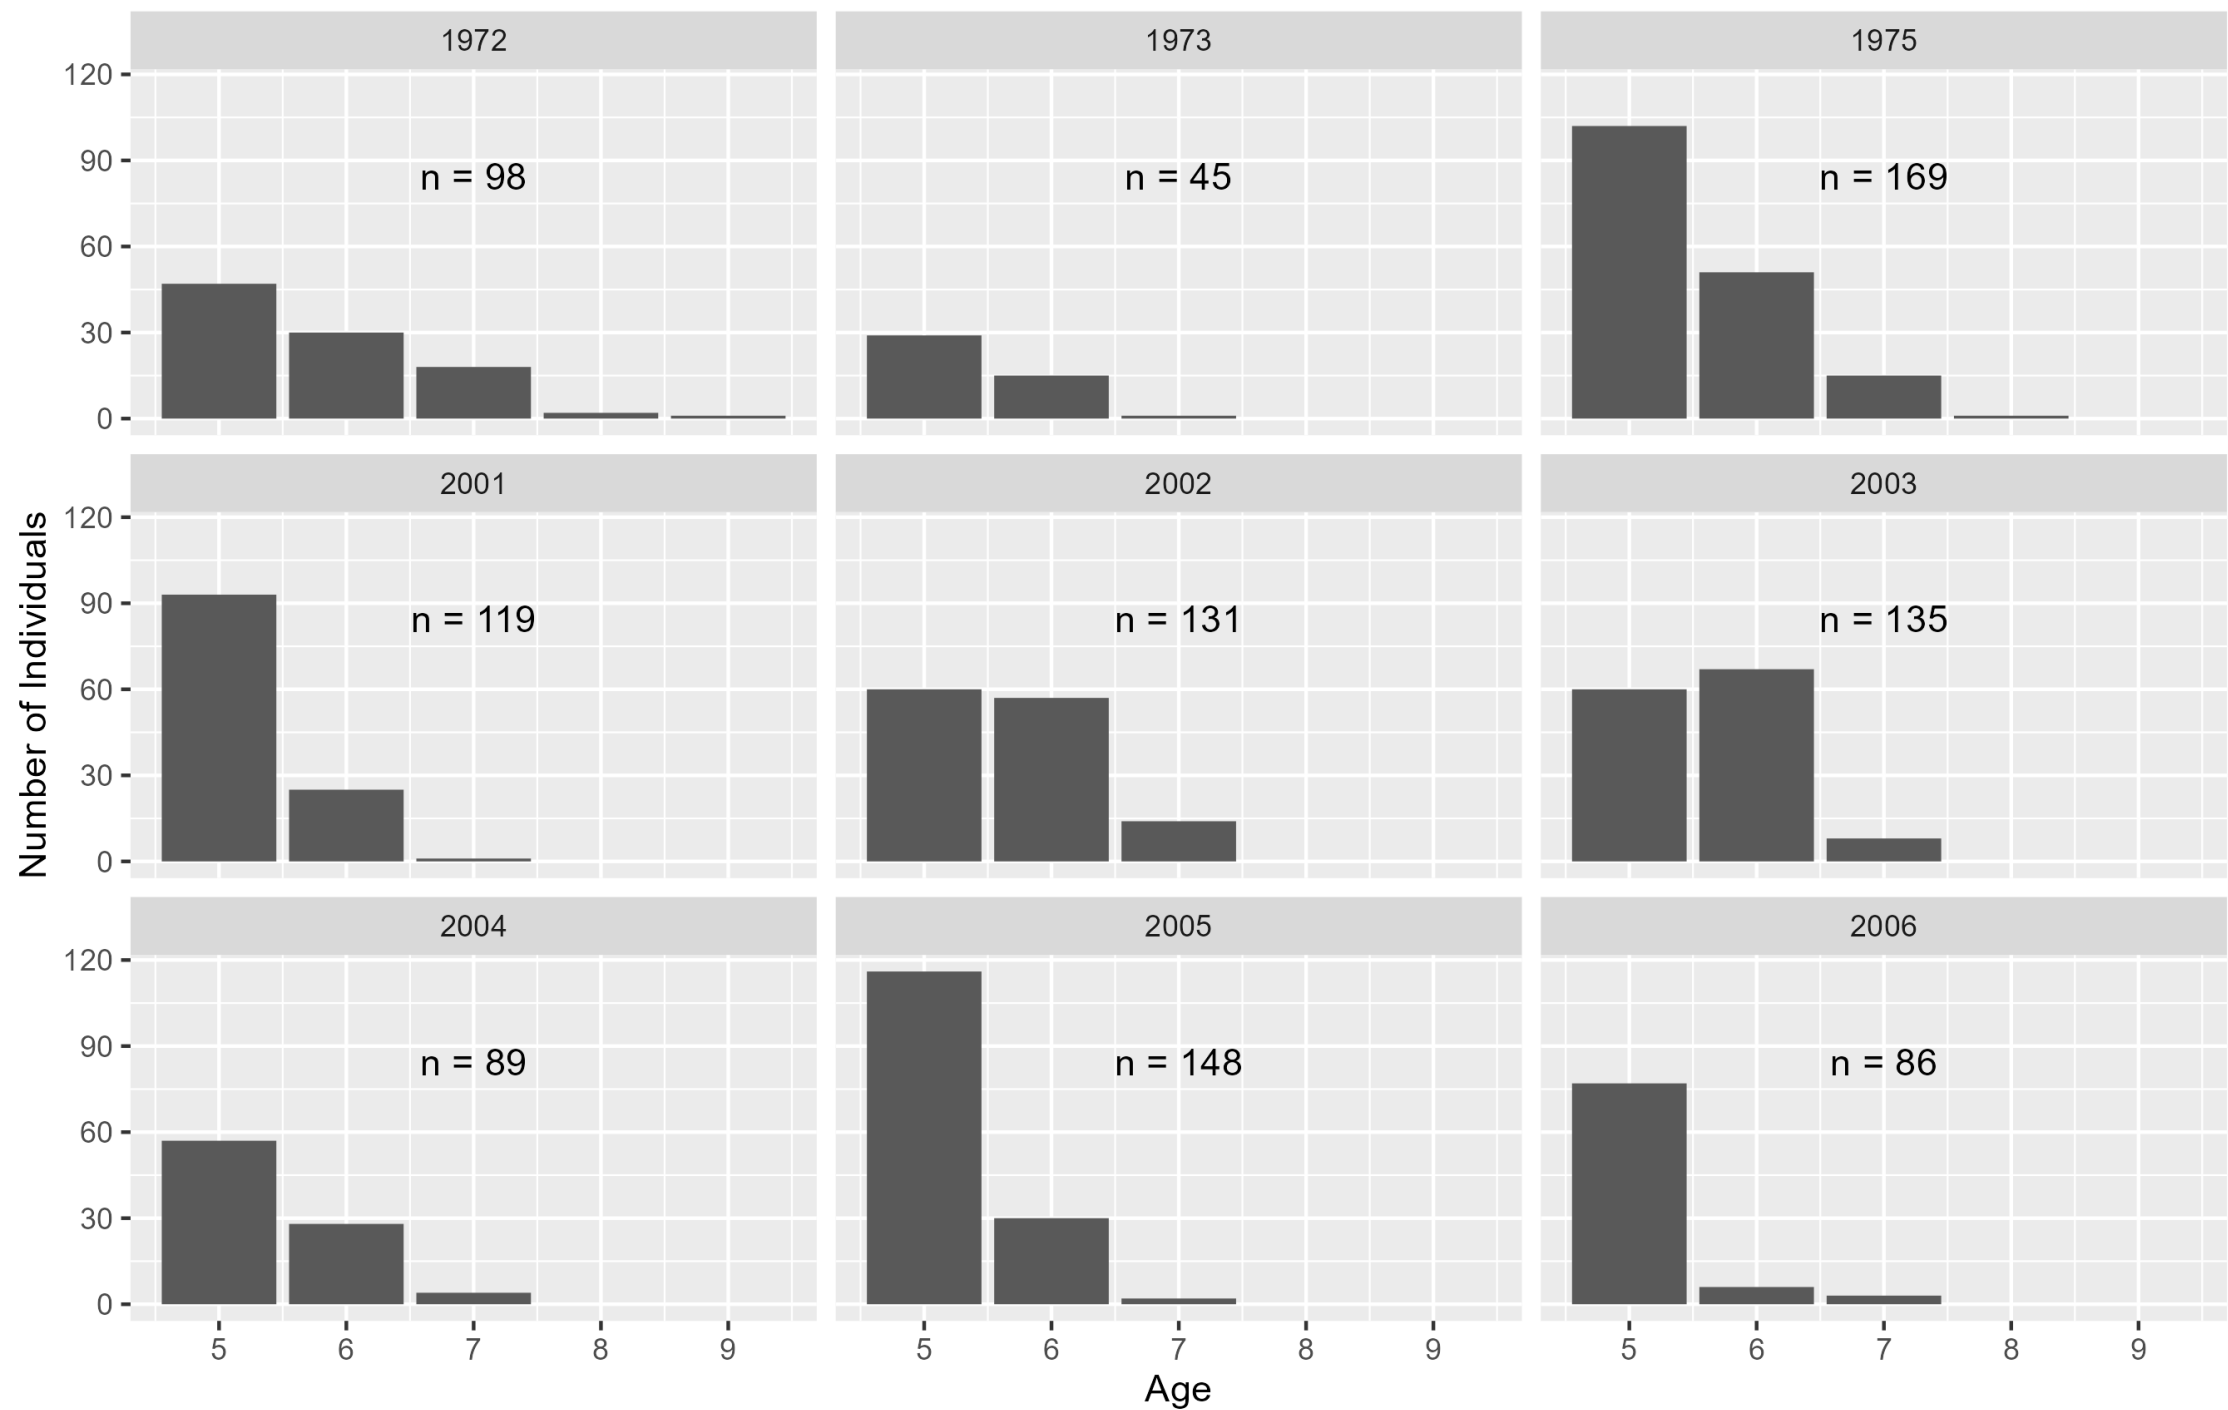 1972
1973
1975
120
90
60
30
0
n = 98
n = 45
n = 169
2001
2002
2003
120
90
60
30
0
n = 119
n = 131
n = 135
2004
2005
2006
120
90
60
30
0
n = 89
n = 148
n = 86
5 6 7 8 9
5 6 7 8 9
5 6 7 8 9
Age
Number of Individuals